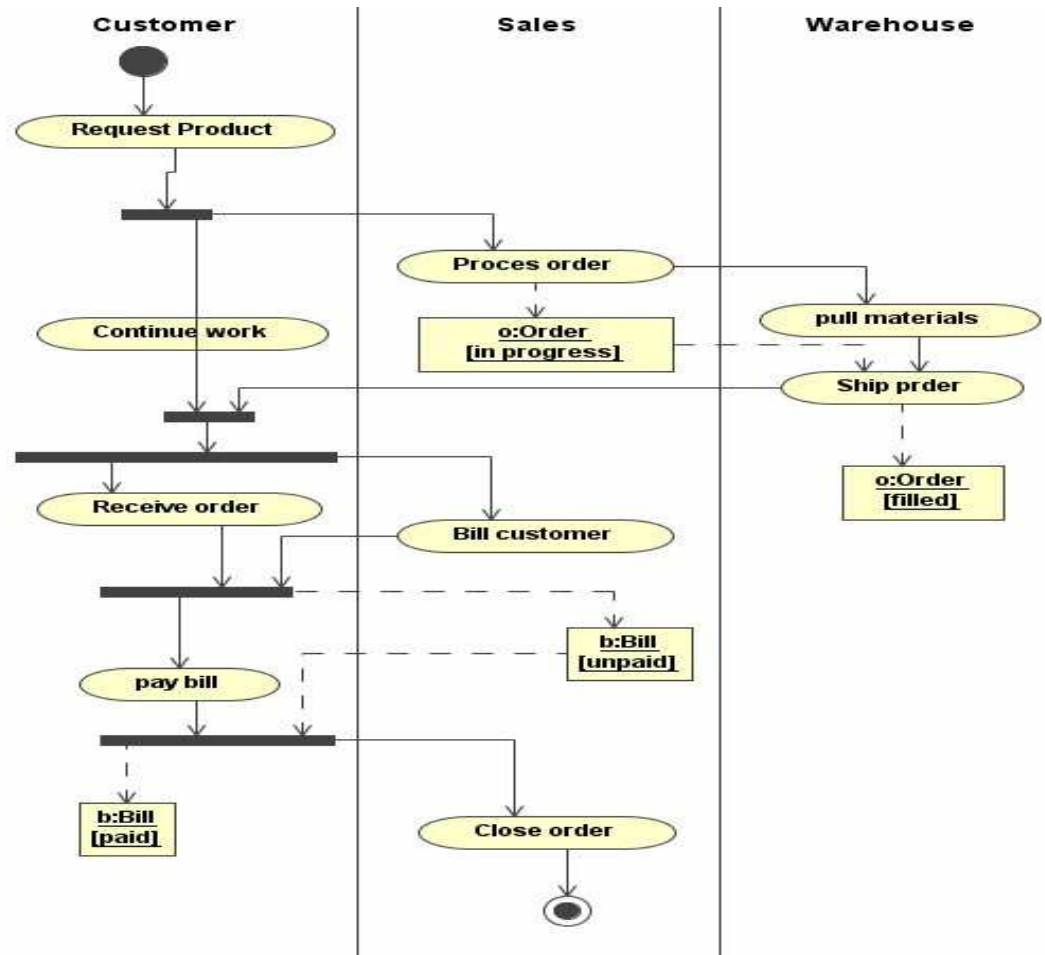 Customer
Sales
Warehouse
Request Product
Proces order
pull materials
Continue work
o:Order
[in progress]
Ship prder
o:Order
[filled]
Receive order
Bill customer
b:Bill
[unpaid]
pay bill
b:Bill
[paid]
Close order